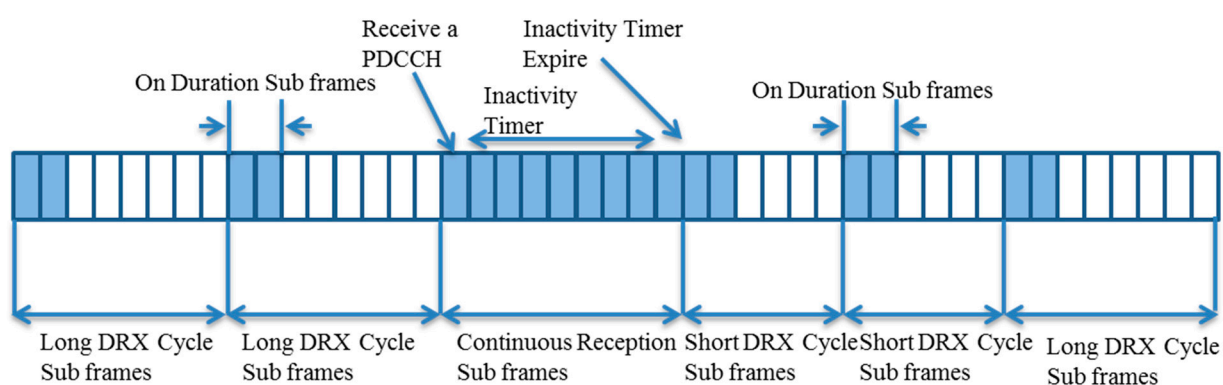 Receive a
PDCCH
Inactivity Timer
Expire
On Duration Sub frames
Inactivity
Timer
On Duration Sub frames
Long DRX Cycle
Sub frames
Long DRX Cycle
Sub frames
Continuous Reception
Sub frames
Short DRX Cycle
Sub frames
Short DRX Cycle
Sub frames
Long DRX Cycle
Sub frames